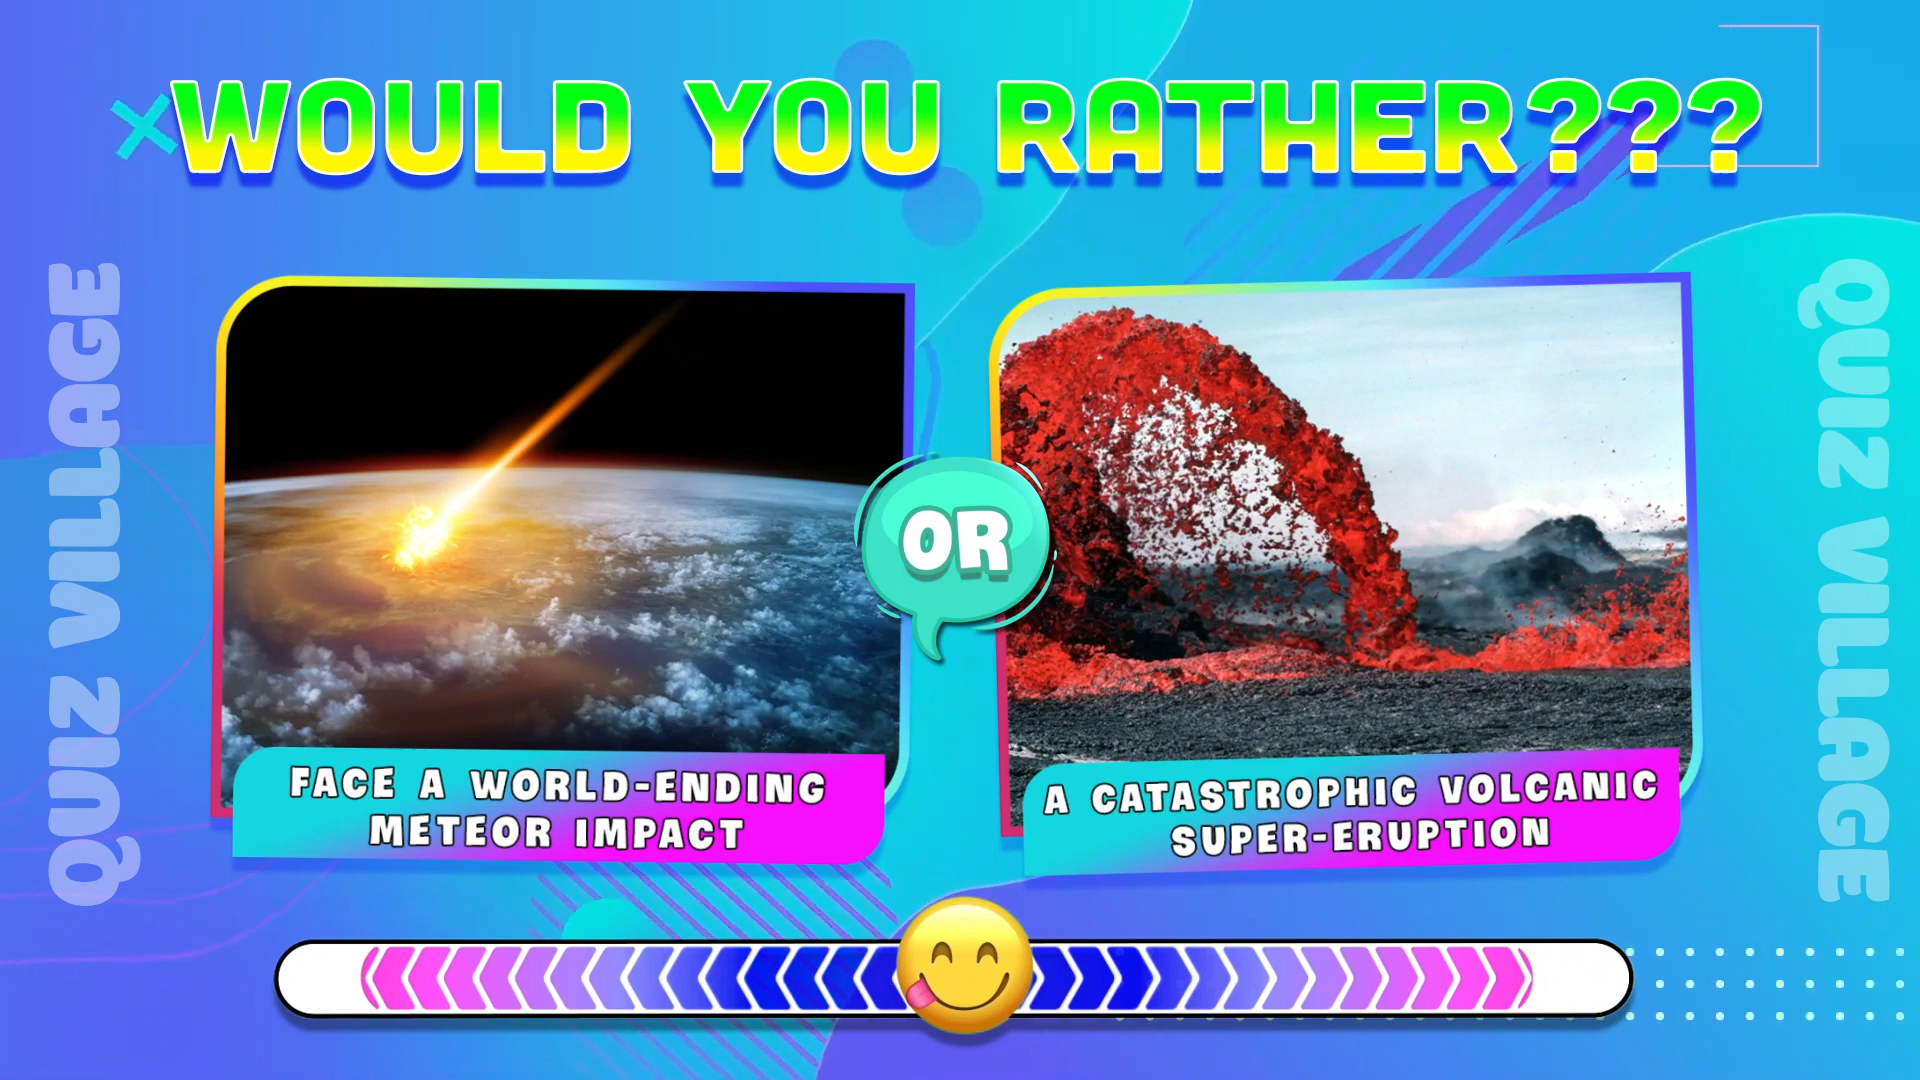 WOULD YOU RATHER???
QUIZ VILLAGE
OR
QUIZ VILLAGE
FACE A WORLD-ENDING
METEOR IMPACT
A CATASTROPHIC VOLCANIC
SUPER-ERUPTION